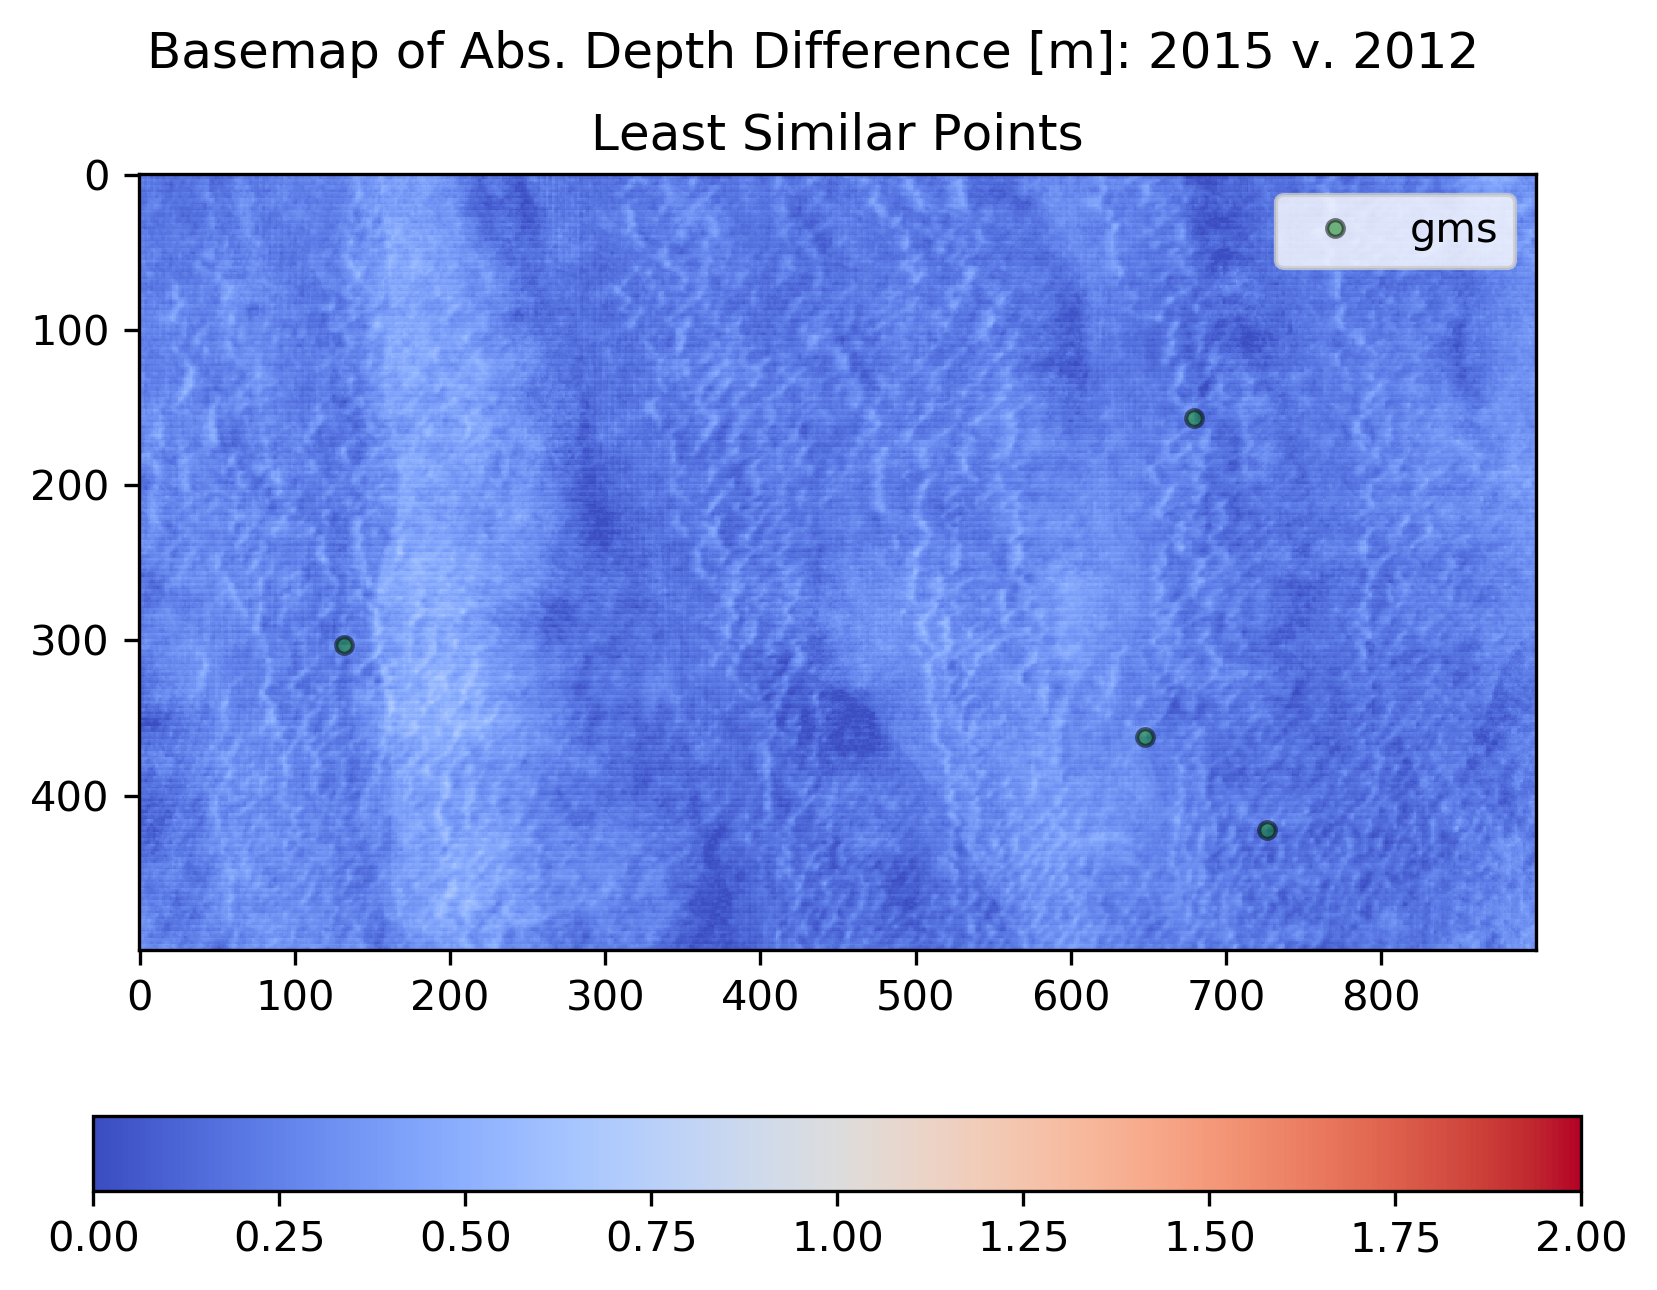 Basemap of Abs. Depth Difference [m]: 2015 v. 2012
Least Similar Points
gms
0
100
200
300
400
0 100 200 300 400 500 600 700 800
0.00 0.25 0.50 0.75 1.00 1.25 1.50 1.75 2.00